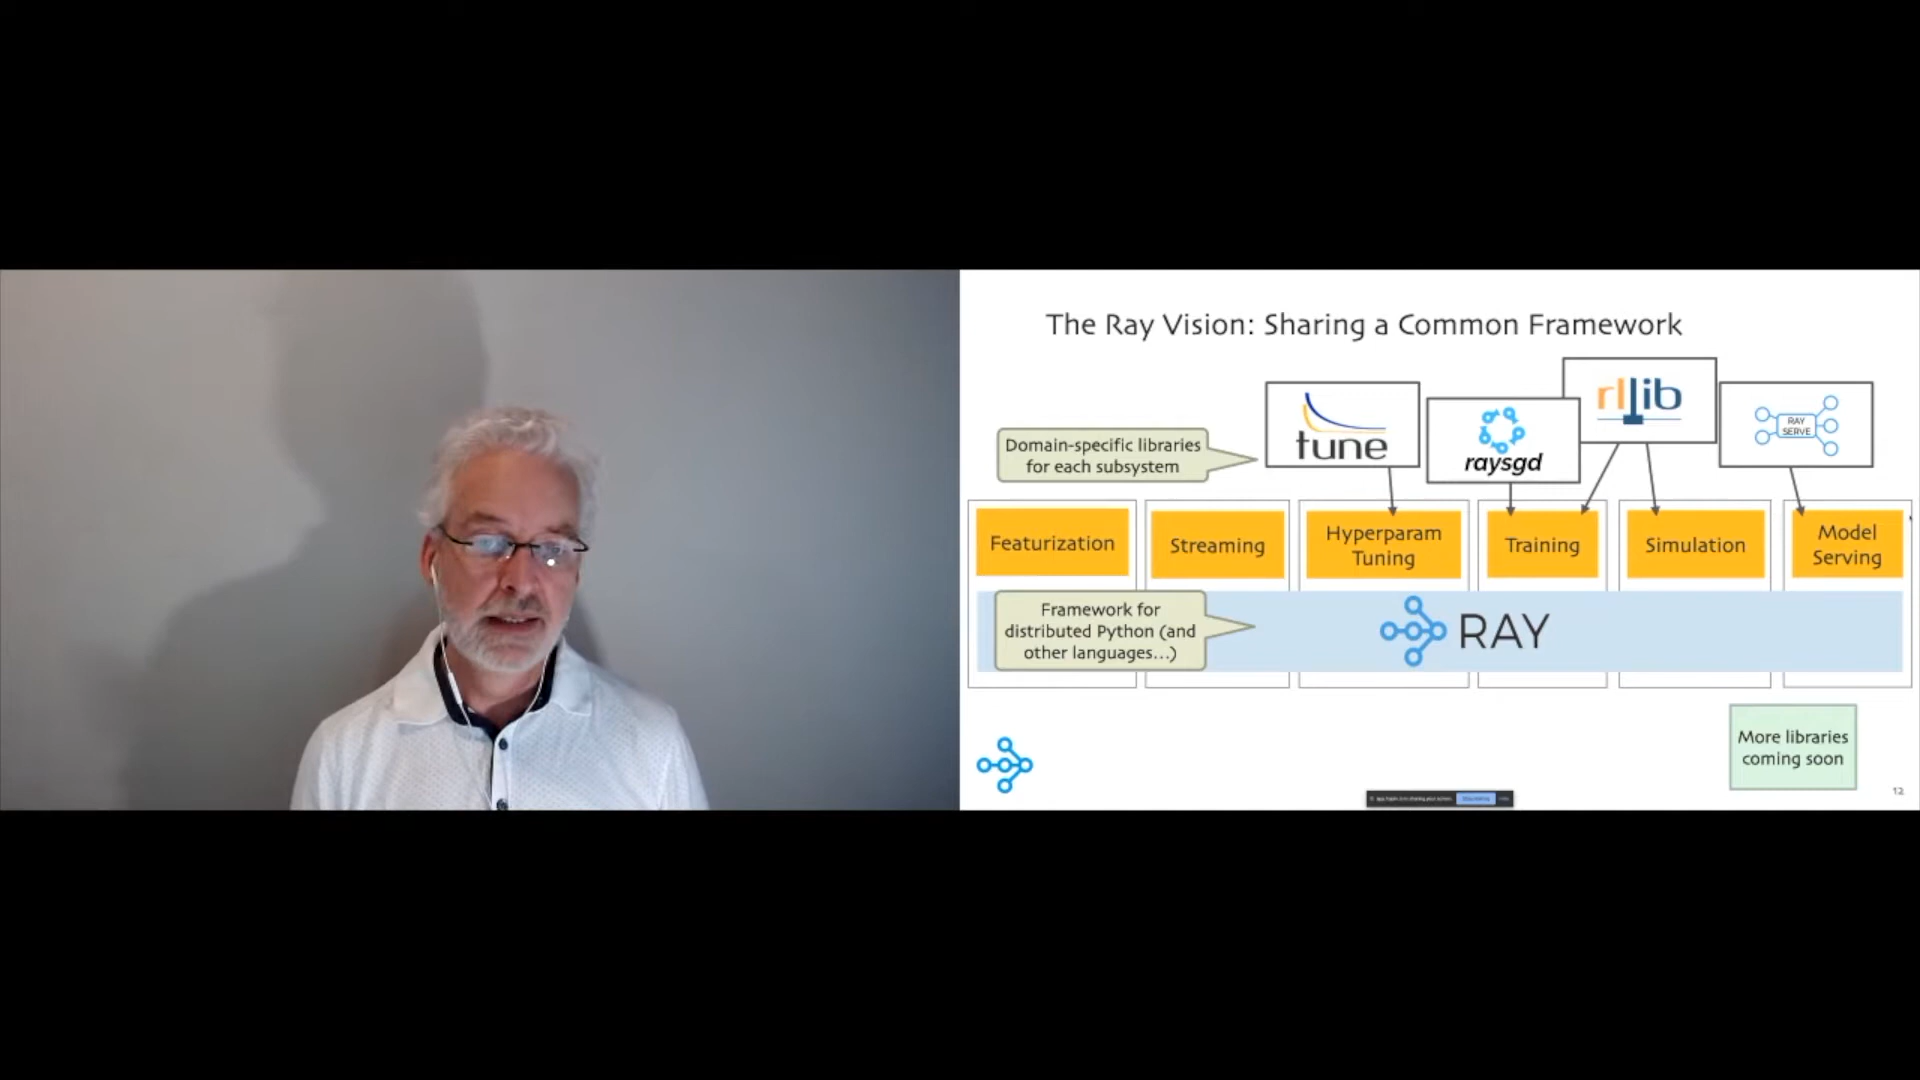 The Ray Vision: Sharing a Common Framework
rllib
tune
raysgd
RAY
SERVE
Domain-specific libraries
for each subsystem
Featurization
Streaming
Hyperparam
Tuning
Training
Simulation
Model
Serving
Framework for
distributed Python (and
other languages...)
RAY
More libraries
coming soon
12